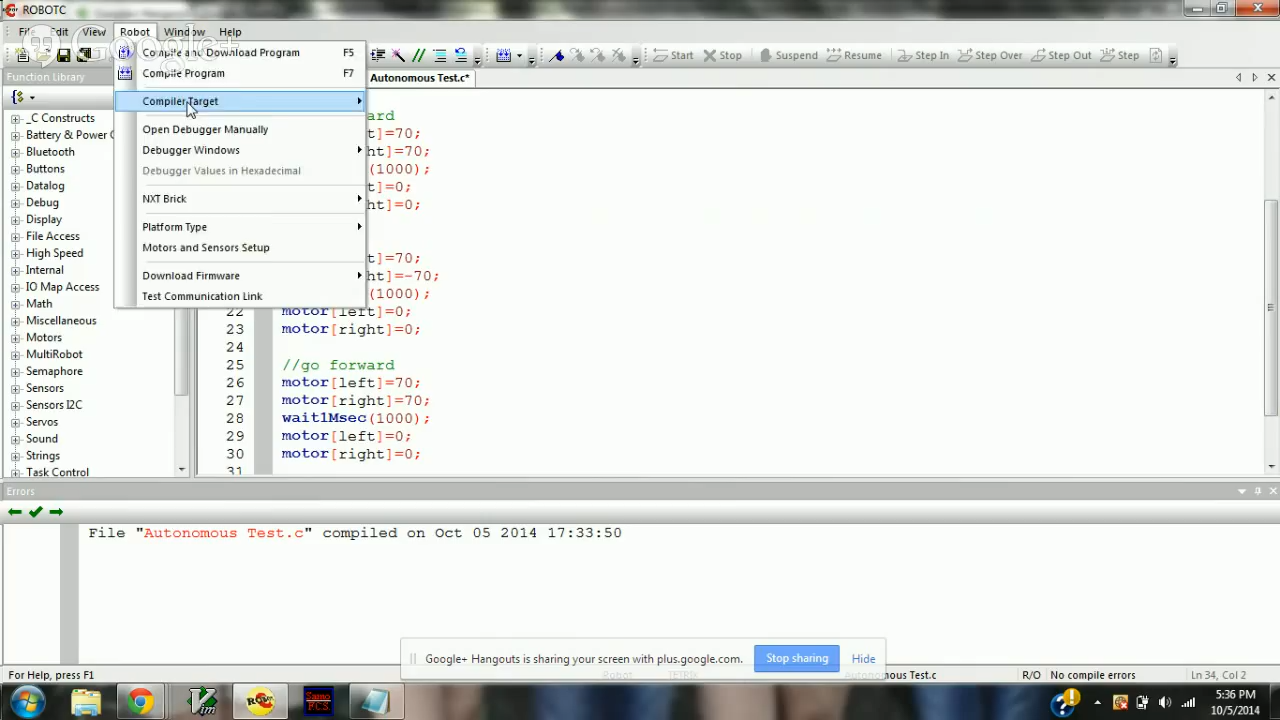 ROBOTC
File Edit View Robot Window Help
Google+
Compile and Download Program F5
Compile Program F7
Compiler Target
Open Debugger Manually
Debugger Windows
Debugger Values in Hexadecimal
NXT Brick
Platform Type
Motors and Sensors Setup
Download Firmware
Test Communication Link
Start Stop Suspend Resume Step In Step Over Step Out Step
Function Library
Autonomous Test.c*
_C Constructs
Battery & Power C
Bluetooth
Buttons
Datalog
Debug
Display
File Access
High Speed
Internal
IO Map Access
Math
Miscellaneous
Motors
MultiRobot
Semaphore
Sensors
Sensors I2C
Servos
Sound
Strings
Task Control
ard
t]=70;
ht]=70;
(1000);
t]=0;
ht]=0;
t]=70;
ht]=-70;
(1000);
22 motor[left]=0;
23 motor[right]=0;
24
25 //go forward
26 motor[left]=70;
27 motor[right]=70;
28 wait1Msec(1000);
29 motor[left]=0;
30 motor[right]=0;
31
Errors
File "Autonomous Test.c" compiled on Oct 05 2014 17:33:50
Google+ Hangouts is sharing your screen with plus.google.com. Stop sharing Hide
For Help, press F1 Robot TETRIX Autonomous Test.c R/O No compile errors Ln 34, Col 2
Samo
FCS
5:36 PM
10/5/2014